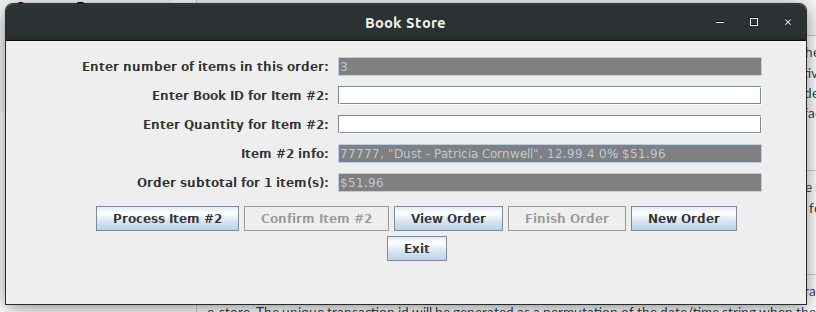 Book Store
Enter number of items in this order: 3
Enter Book ID for Item #2:
Enter Quantity for Item #2:
Item #2 info: 77777, "Dust - Patricia Cornwell", 12.99 4 0% $51.96
Order subtotal for 1 item(s): $51.96
Process Item #2 Confirm Item #2 View Order Finish Order New Order
Exit
e-store. The unique transaction id will be generated as a permutation of the date/time string when the